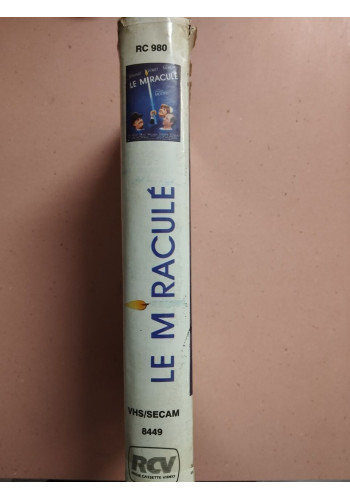 RC 980
LE MIRACULÉ
LE MIRACULÉ
VHS/SECAM
8449
RCV